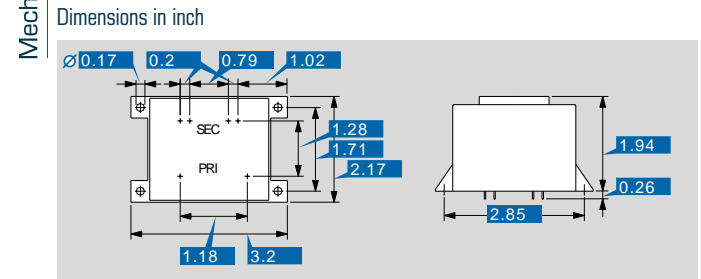 Mech
Dimensions in inch
Ø 0.17 0.2 0.79 1.02
SEC
PRI
1.28
1.71
2.17
1.18 3.2
1.94
0.26
2.85